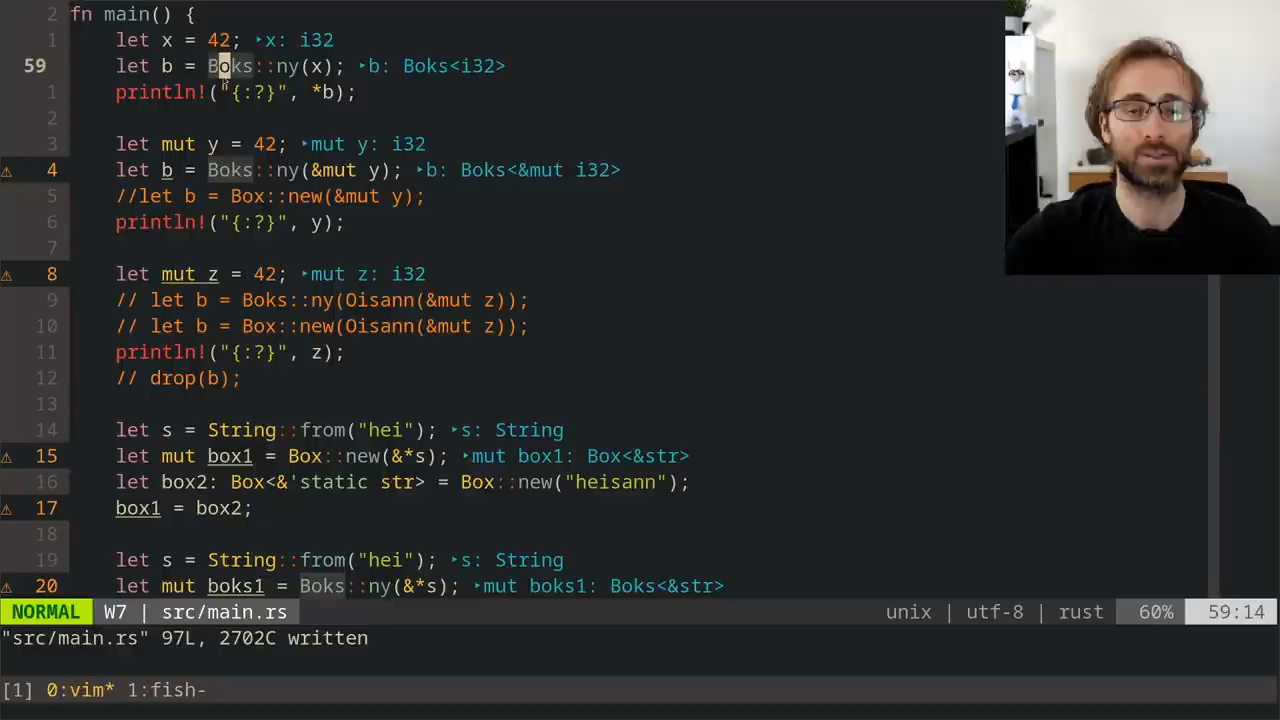 2 fn main() {
1     let x = 42; ‣x: i32
59     let b = Boks::ny(x); ‣b: Boks<i32>
1     println!("{:?}", *b);
2
3     let mut y = 42; ‣mut y: i32
⚠ 4     let b = Boks::ny(&mut y); ‣b: Boks<&mut i32>
5     //let b = Box::new(&mut y);
6     println!("{:?}", y);
7
⚠ 8     let mut z = 42; ‣mut z: i32
9     // let b = Boks::ny(Oisann(&mut z));
10     // let b = Box::new(Oisann(&mut z));
11     println!("{:?}", z);
12     // drop(b);
13
14     let s = String::from("hei"); ‣s: String
⚠ 15     let mut box1 = Box::new(&*s); ‣mut box1: Box<&str>
16     let box2: Box<&'static str> = Box::new("heisann");
⚠ 17     box1 = box2;
18
19     let s = String::from("hei"); ‣s: String
⚠ 20     let mut boks1 = Boks::ny(&*s); ‣mut boks1: Boks<&str>
NORMAL W7 | src/main.rs unix | utf-8 | rust 60% 59:14
"src/main.rs" 97L, 2702C written
[1] 0:vim* 1:fish-